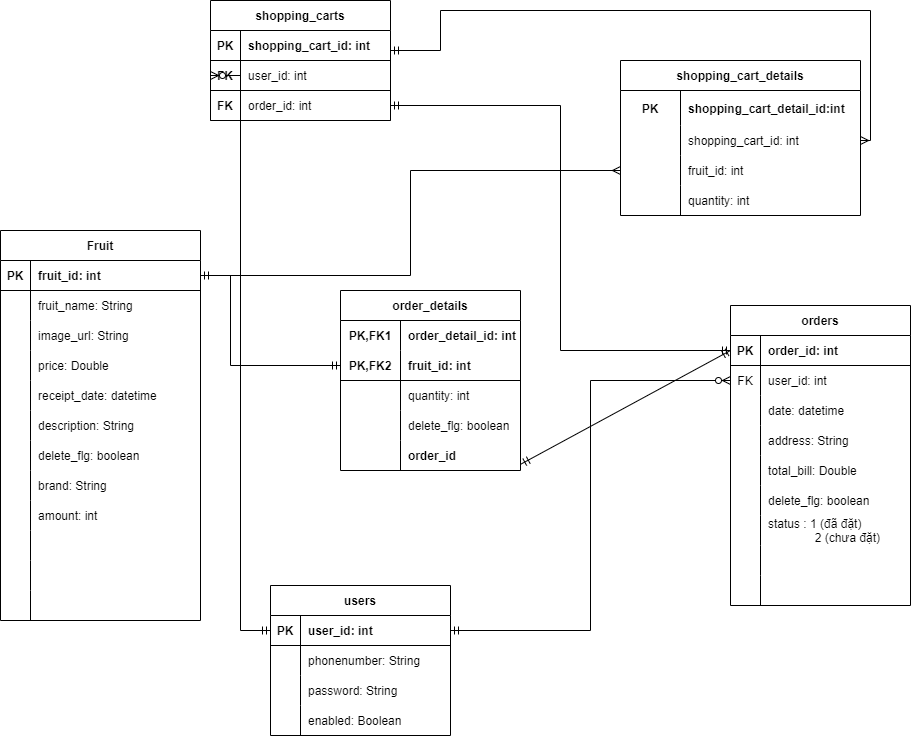 shopping_carts
PK shopping_cart_id: int
FK user_id: int
FK order_id: int
shopping_cart_details
PK shopping_cart_detail_id:int
shopping_cart_id: int
fruit_id: int
quantity: int
Fruit
PK fruit_id: int
fruit_name: String
image_url: String
price: Double
receipt_date: datetime
description: String
delete_flg: boolean
brand: String
amount: int
order_details
PK,FK1 order_detail_id: int
PK,FK2 fruit_id: int
quantity: int
delete_flg: boolean
order_id
orders
PK order_id: int
FK user_id: int
date: datetime
address: String
total_bill: Double
delete_flg: boolean
status : 1 (đã đặt)
2 (chưa đặt)
users
PK user_id: int
phonenumber: String
password: String
enabled: Boolean